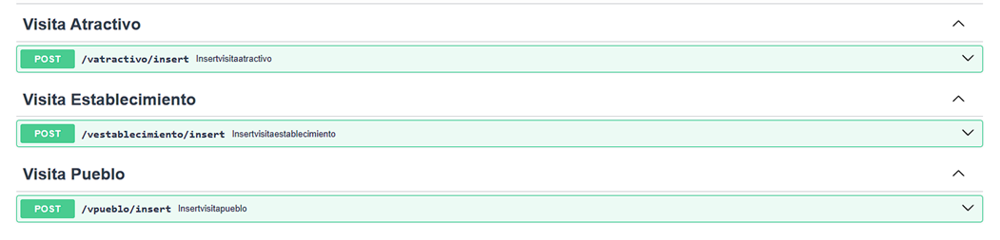 Visita Atractivo
POST /vatractivo/insert Insertvisitaatractivo
Visita Establecimiento
POST /vestablecimiento/insert Insertvisitaestablecimiento
Visita Pueblo
POST /vpueblo/insert Insertvisitapueblo